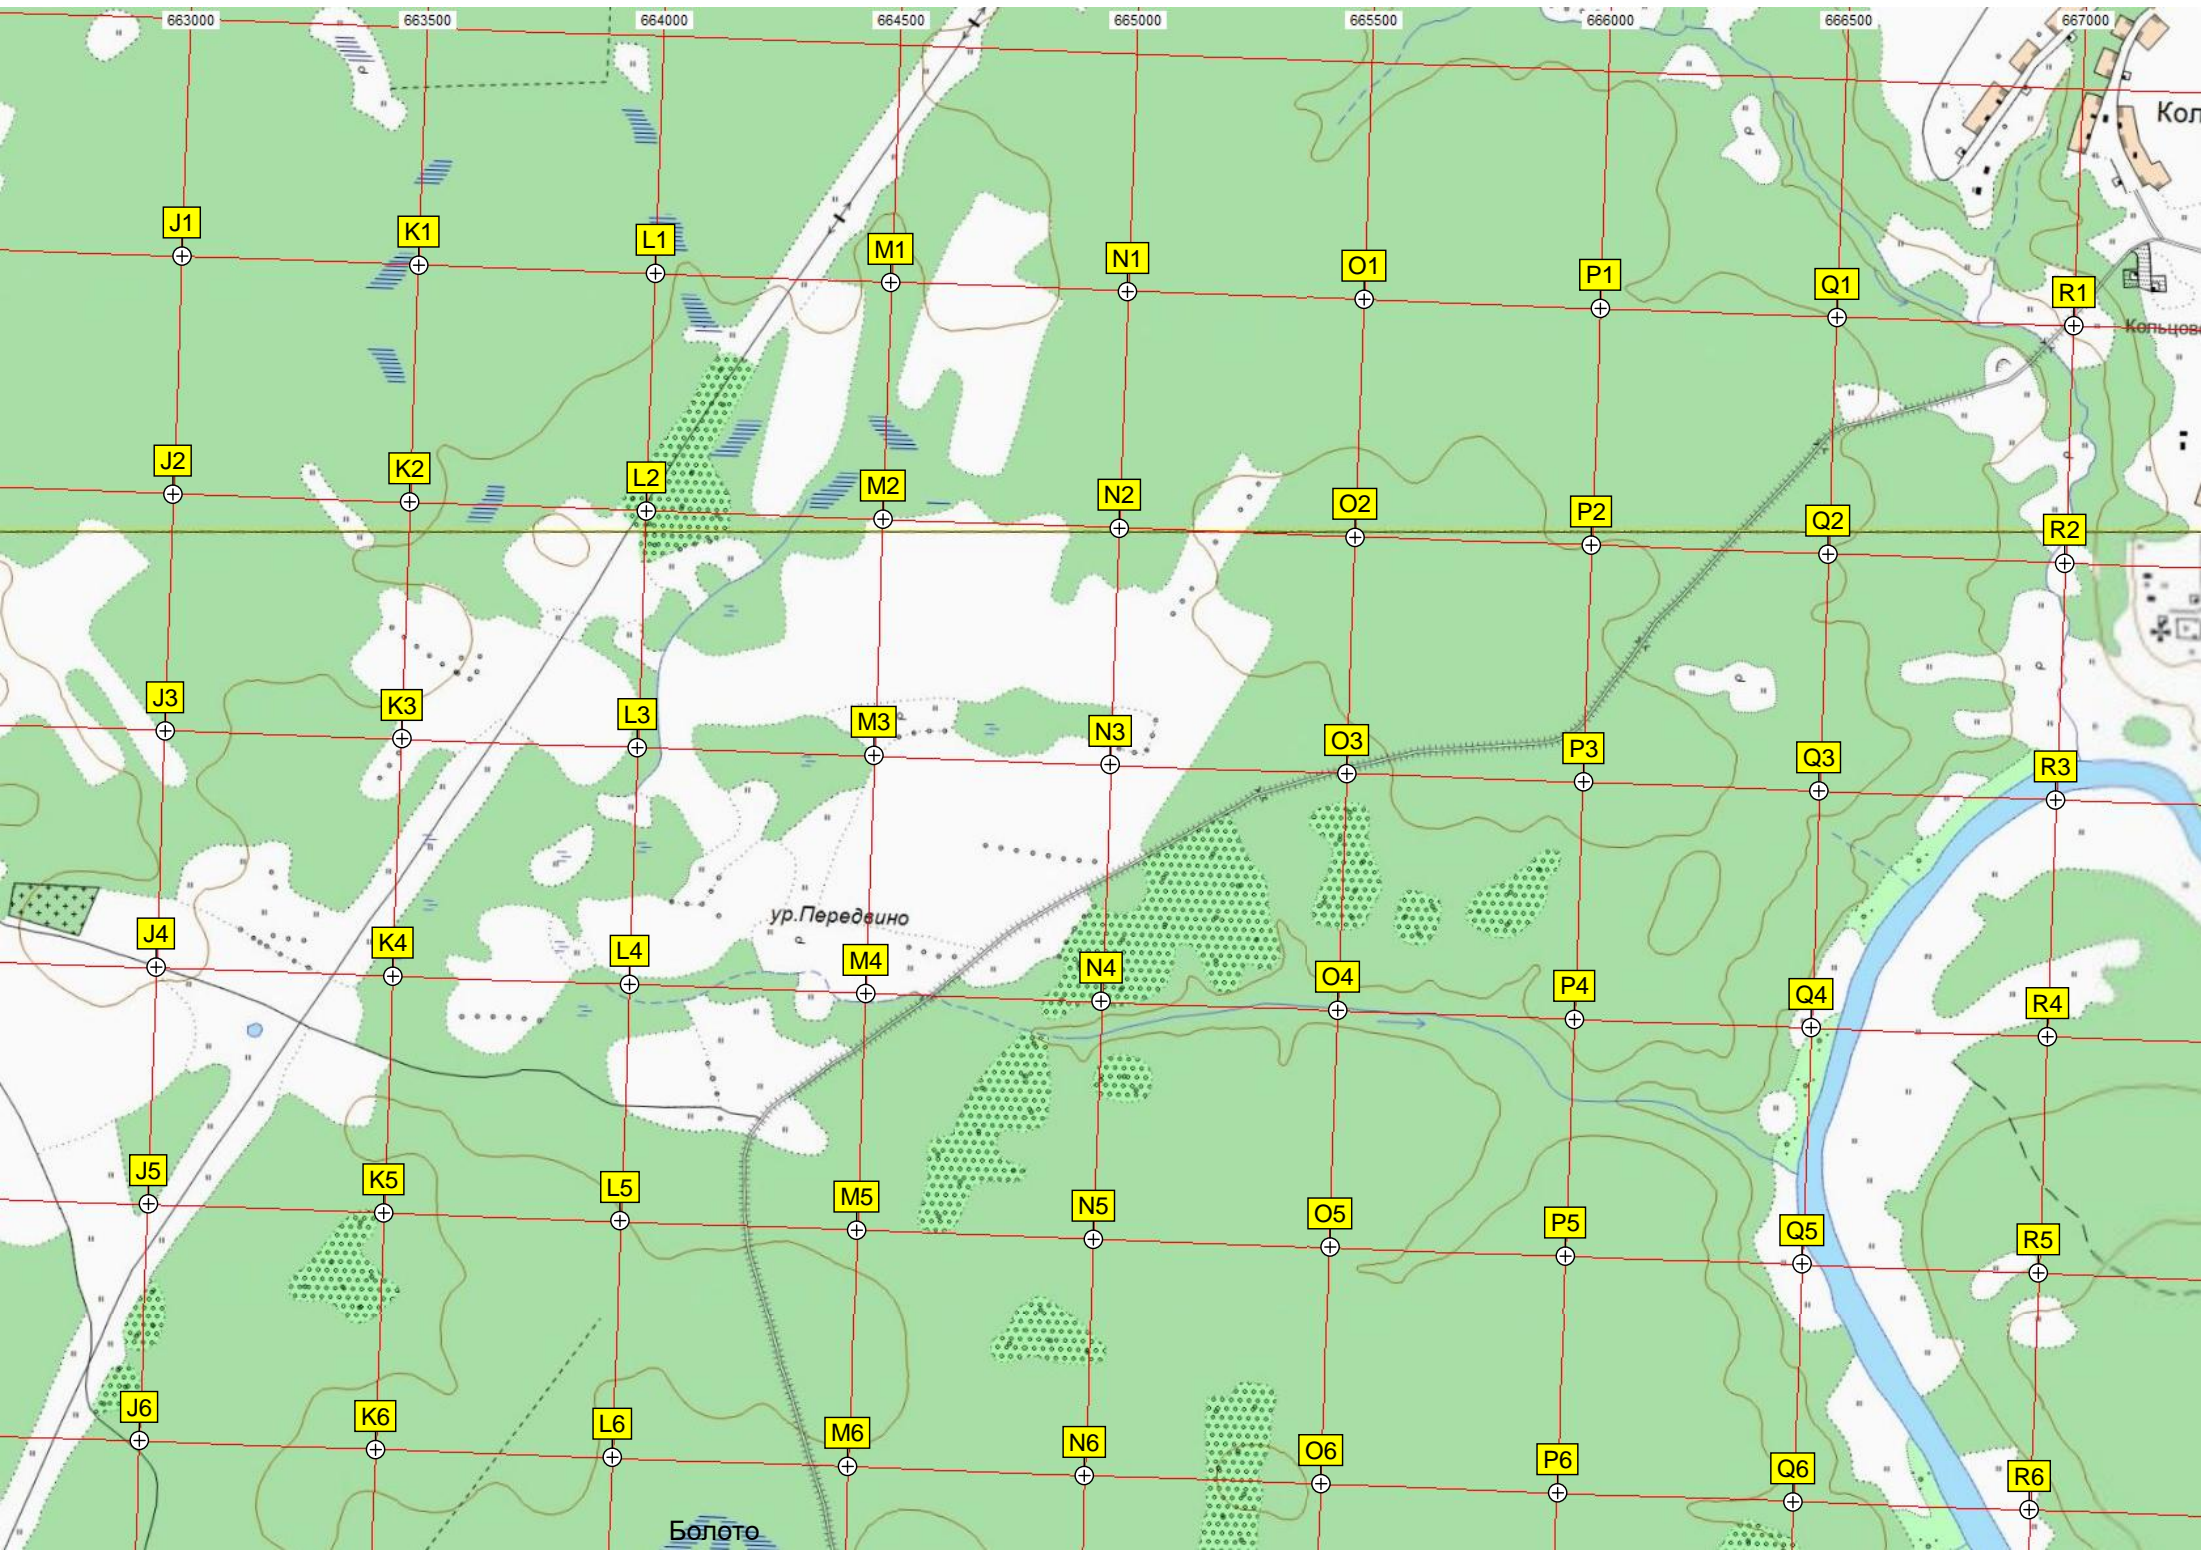 663000 663500 664000 664500 665000 665500 666000 666500 667000
Кол
J1 K1 L1 M1 N1 O1 P1 Q1 R1
Кольцов
J2 K2 L2 M2 N2 O2 P2 Q2 R2
J3 K3 L3 M3 N3 O3 P3 Q3 R3
ур.Передвино
J4 K4 L4 M4 N4 O4 P4 Q4 R4
J5 K5 L5 M5 N5 O5 P5 Q5 R5
J6 K6 L6 M6 N6 O6 P6 Q6 R6
Болото